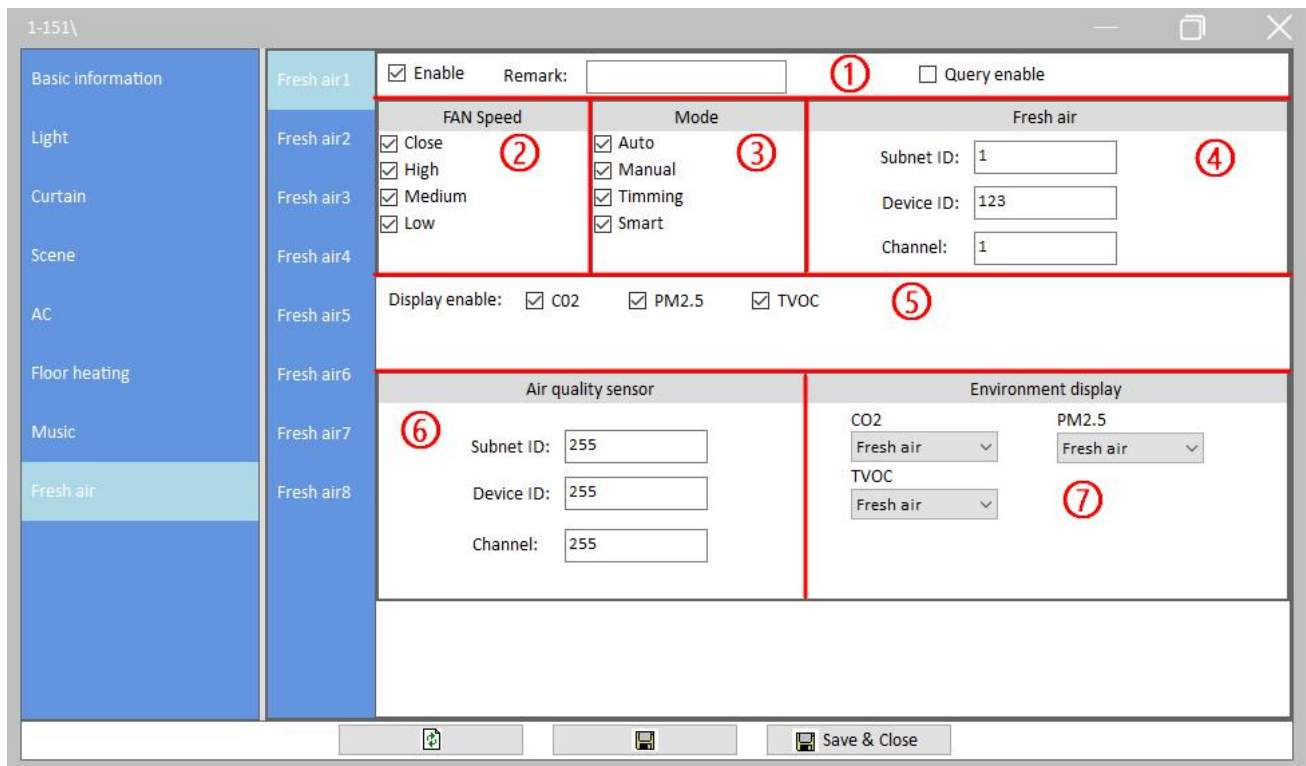 1-151\
Basic information
Light
Curtain
Scene
AC
Floor heating
Music
Fresh air
Fresh air1
Fresh air2
Fresh air3
Fresh air4
Fresh air5
Fresh air6
Fresh air7
Fresh air8
Enable Remark: ① Query enable
FAN Speed
Close
High
Medium
Low
②
Mode
Auto
Manual
Timming
Smart
③
Fresh air
Subnet ID: 1
Device ID: 123
Channel: 1
④
Display enable: C02 PM2.5 TVOC ⑤
Air quality sensor
⑥
Subnet ID: 255
Device ID: 255
Channel: 255
Environment display
CO2 PM2.5
Fresh air Fresh air
TVOC
Fresh air
⑦
Save & Close